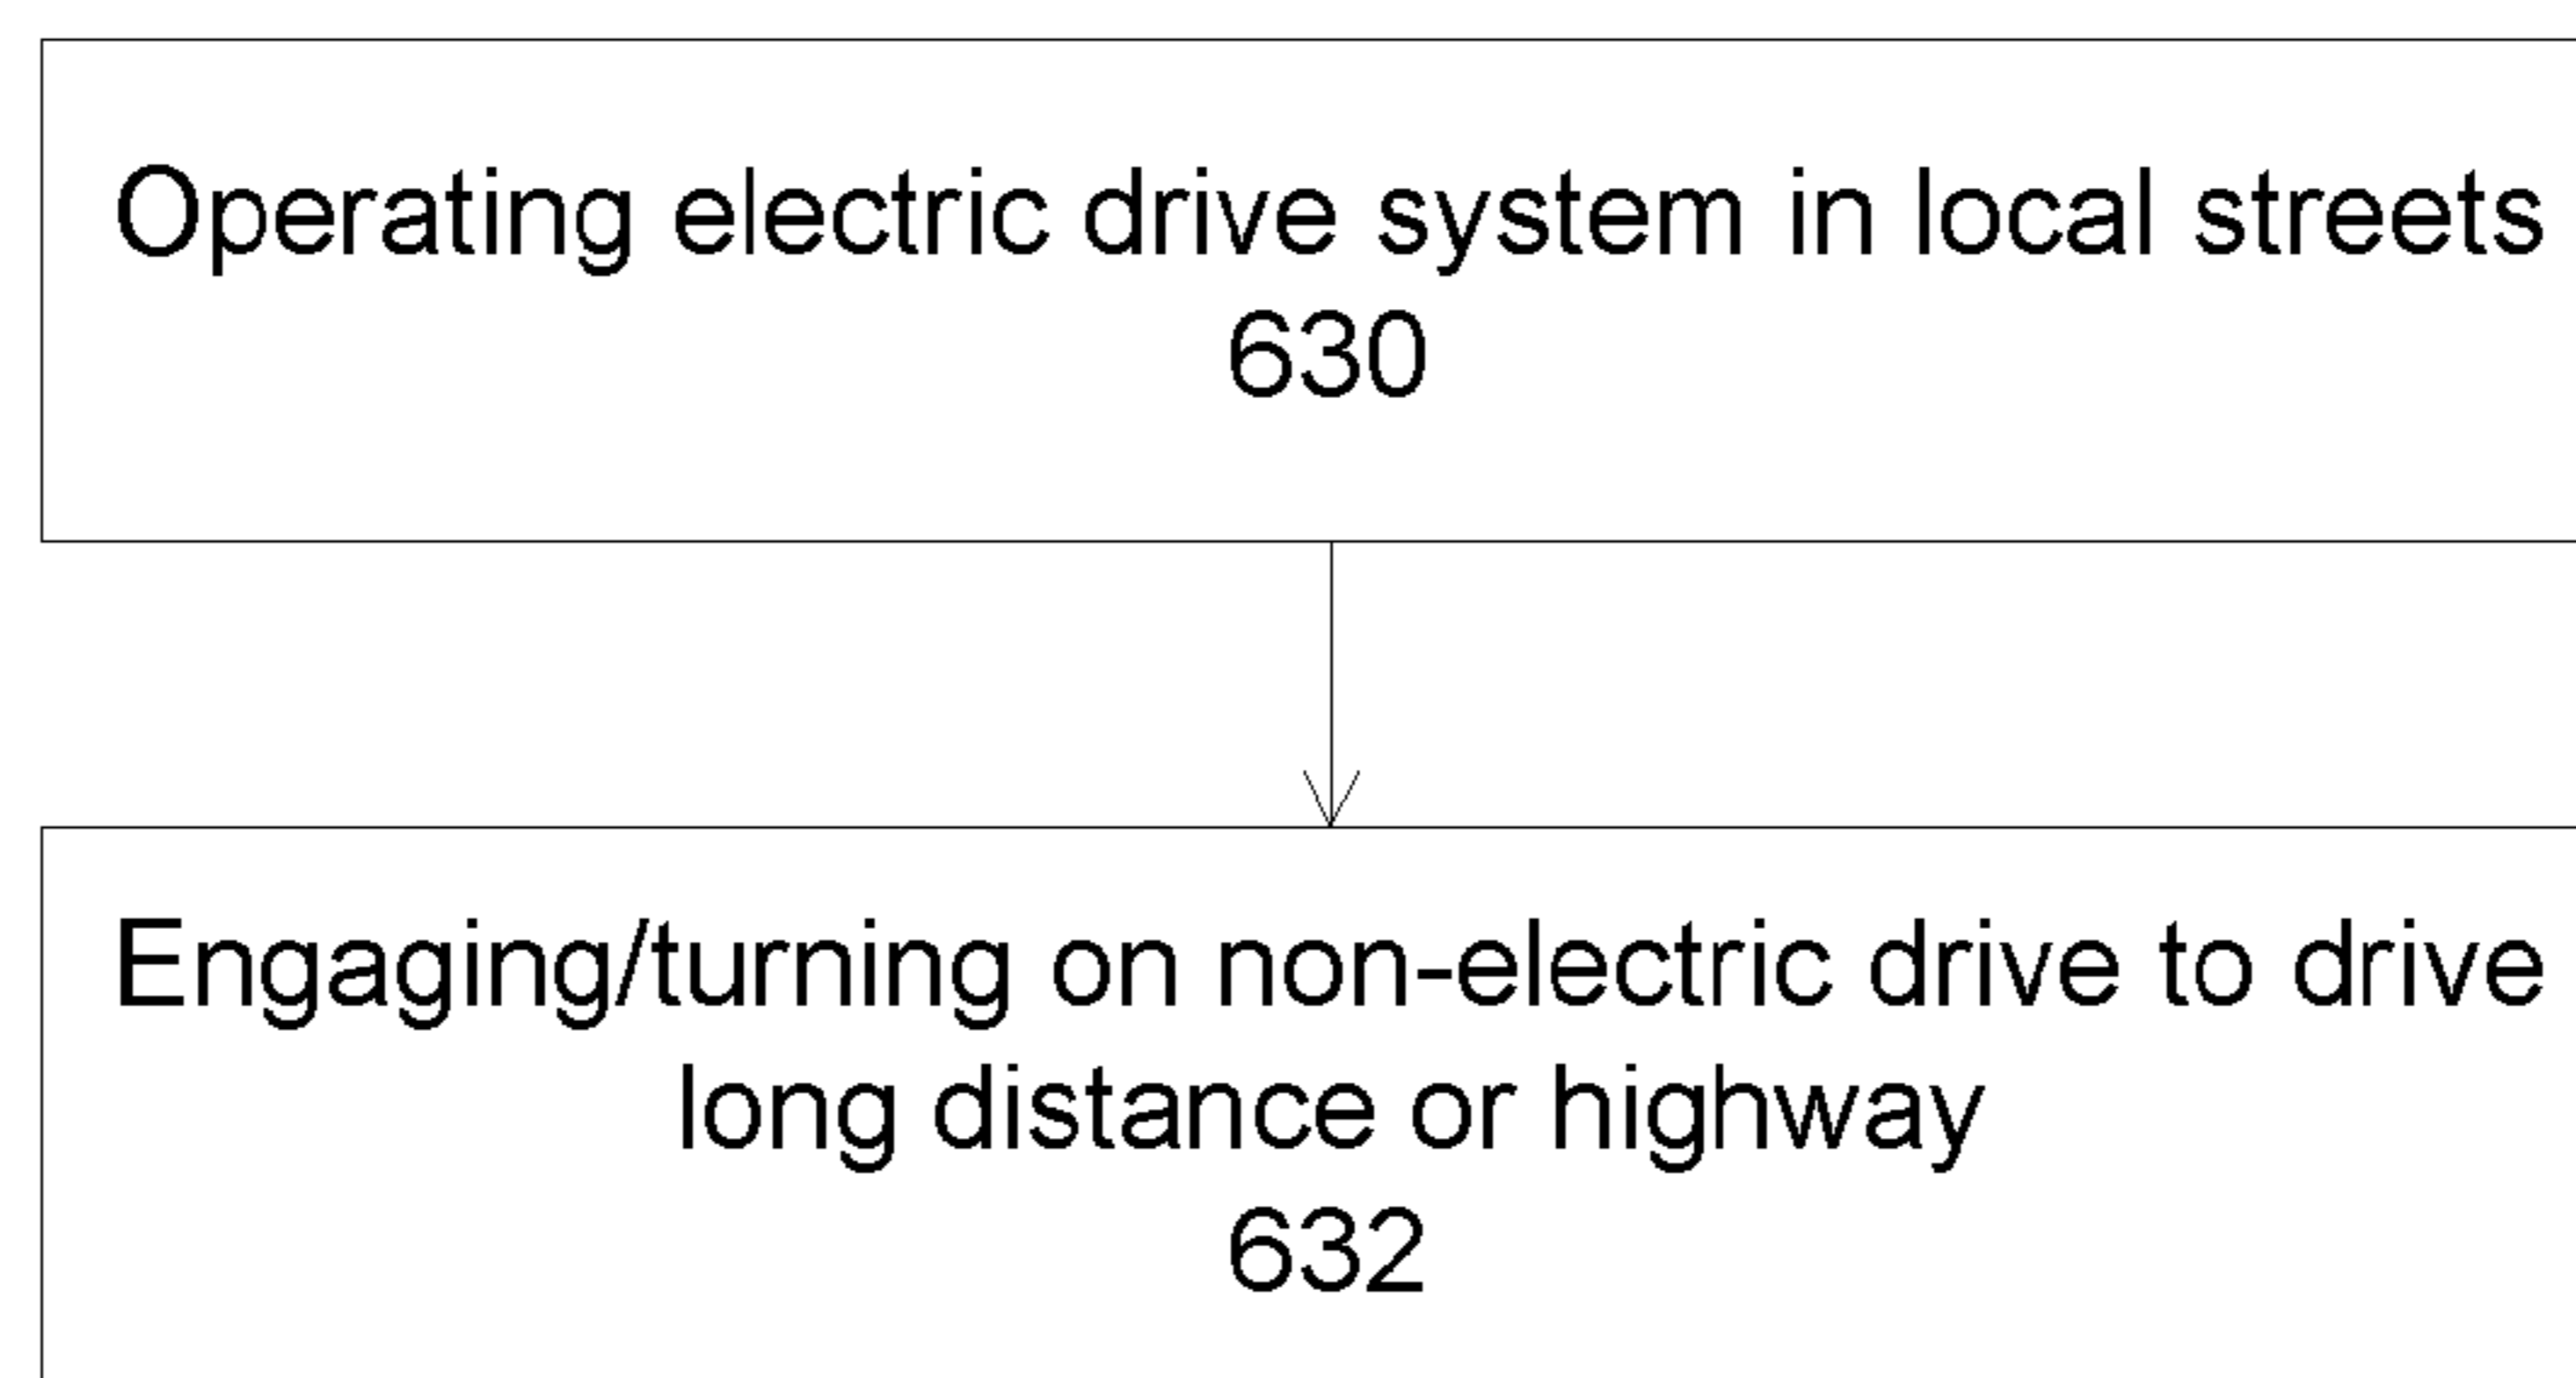 Operating electric drive system in local streets
630
Engaging/turning on non-electric drive to drive
long distance or highway
632